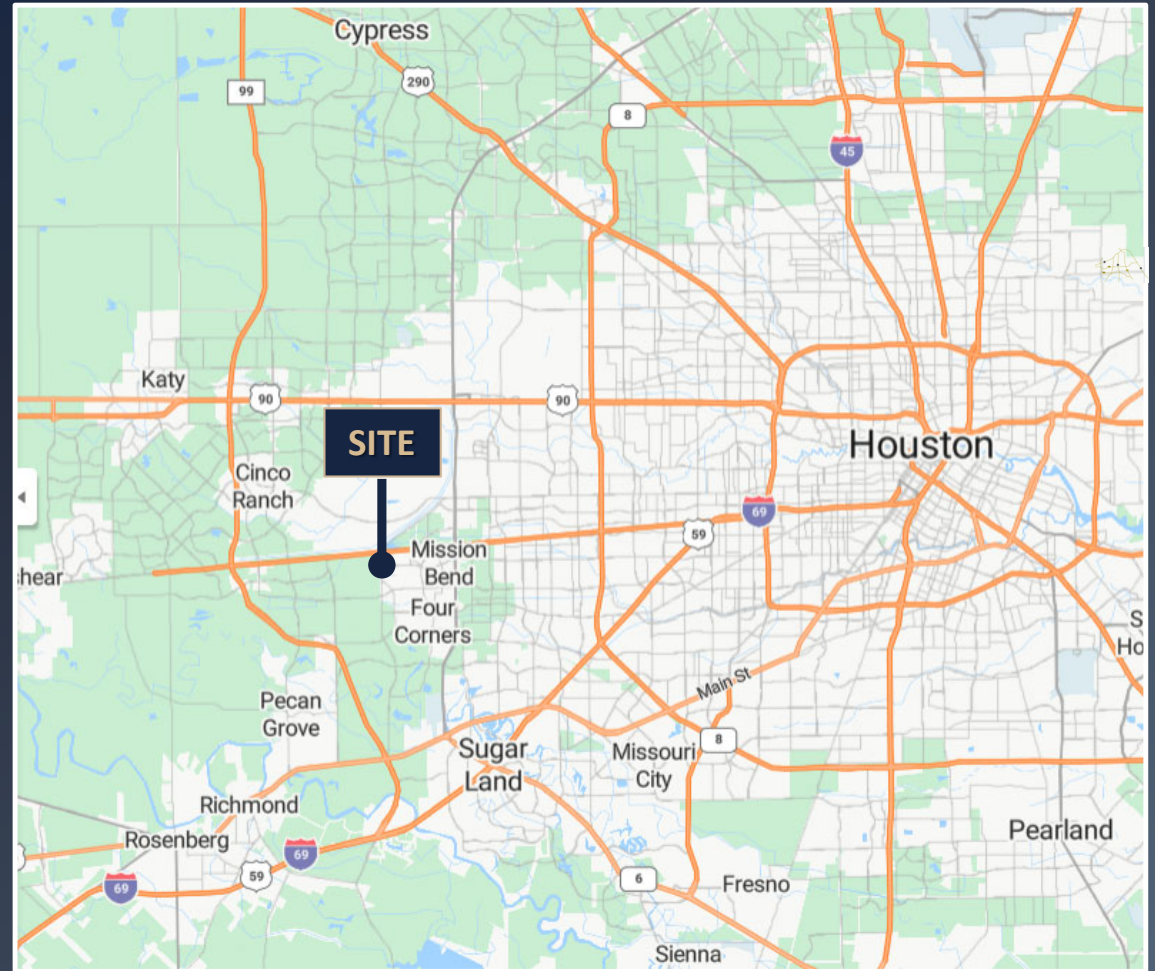 Cypress
99
290
8
45
Katy
90
90
SITE
Houston
Cinco
Ranch
69
59
Mission
Bend
shear
Four
Corners
Main St
Pecan
Grove
8
Sugar
Land
Missouri
City
Richmond
Rosenberg
Pearland
69
69
59
6
Fresno
Sienna
S
Ho